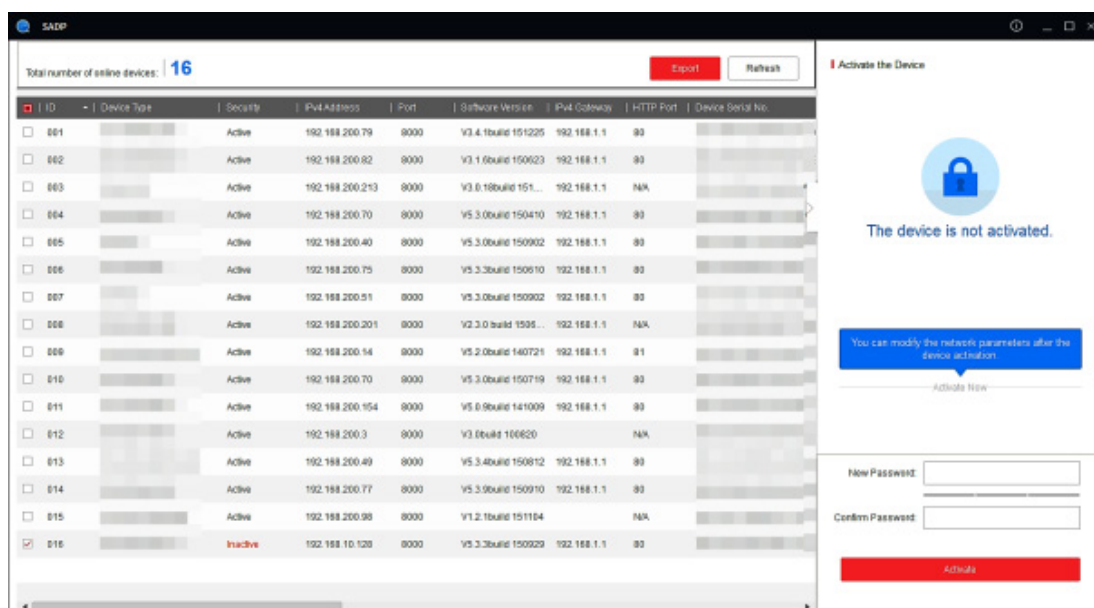 SADP
Total number of online devices: 16
Export
Refresh
ID Device Type Security IPv4 Address Port Software Version IPv4 Gateway HTTP Port Device Serial No.
001 Active 192.168.200.79 8000 V3.4.1build 151225 192.168.1.1 80
002 Active 192.168.200.82 8000 V3.1.6build 150623 192.168.1.1 80
003 Active 192.168.200.213 8000 V3.0.18build 151... 192.168.1.1 N/A
004 Active 192.168.200.70 8000 V5.3.0build 150410 192.168.1.1 80
005 Active 192.168.200.40 8000 V5.3.0build 150902 192.168.1.1 80
006 Active 192.168.200.75 8000 V5.3.3build 150610 192.168.1.1 80
007 Active 192.168.200.51 8000 V5.3.0build 150902 192.168.1.1 80
008 Active 192.168.200.201 8000 V2.3.0 build 1506... 192.168.1.1 N/A
009 Active 192.168.200.14 8000 V5.2.0build 140721 192.168.1.1 81
010 Active 192.168.200.70 8000 V5.3.0build 150719 192.168.1.1 80
011 Active 192.168.200.154 8000 V5.0.9build 141009 192.168.1.1 80
012 Active 192.168.200.3 8000 V3.0build 100820 N/A
013 Active 192.168.200.49 8000 V5.3.4build 150812 192.168.1.1 80
014 Active 192.168.200.77 8000 V5.3.9build 150910 192.168.1.1 80
015 Active 192.168.200.98 8000 V1.2.1build 151104 N/A
016 Inactive 192.168.10.128 8000 V5.3.3build 150929 192.168.1.1 80
Activate the Device
The device is not activated.
You can modify the network parameters after the
device activation.
Activate Now
New Password:
Confirm Password:
Activate